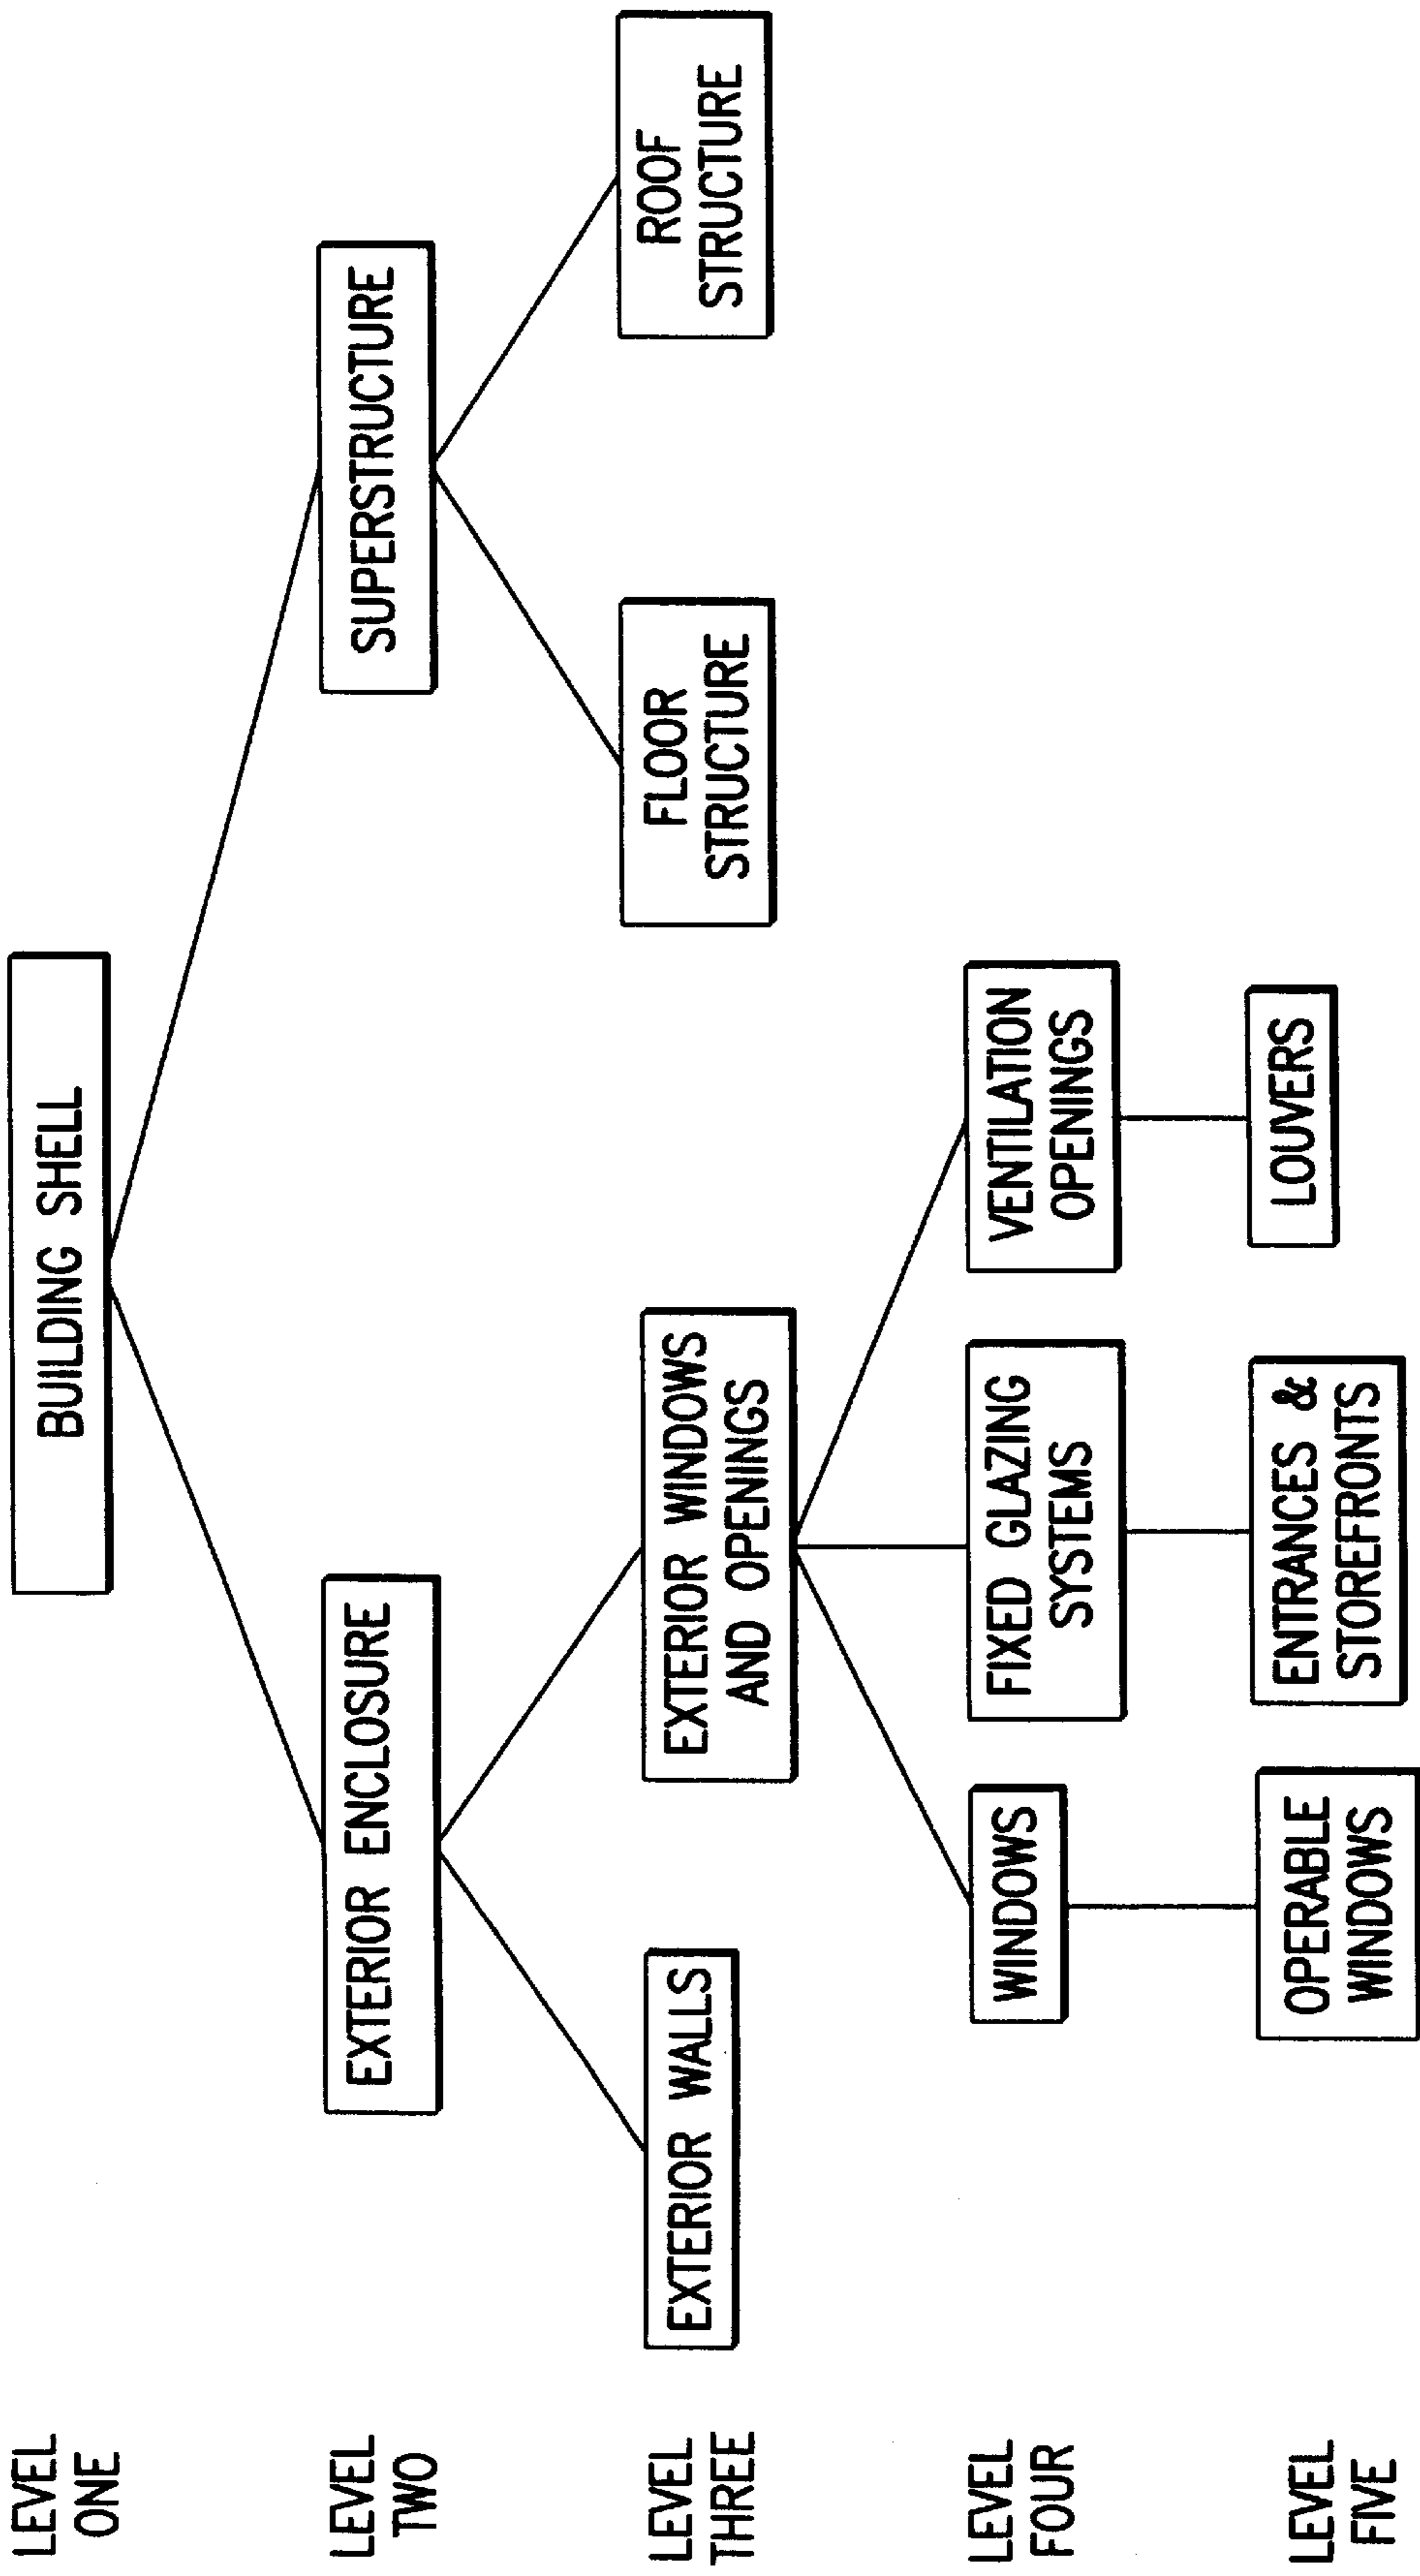 LEVEL
ONE
BUILDING SHELL
LEVEL
TWO
EXTERIOR ENCLOSURE
SUPERSTRUCTURE
LEVEL
THREE
EXTERIOR WALLS
EXTERIOR WINDOWS
AND OPENINGS
FLOOR
STRUCTURE
ROOF
STRUCTURE
LEVEL
FOUR
WINDOWS
FIXED GLAZING
SYSTEMS
VENTILATION
OPENINGS
LEVEL
FIVE
OPERABLE
WINDOWS
ENTRANCES &
STOREFRONTS
LOUVERS